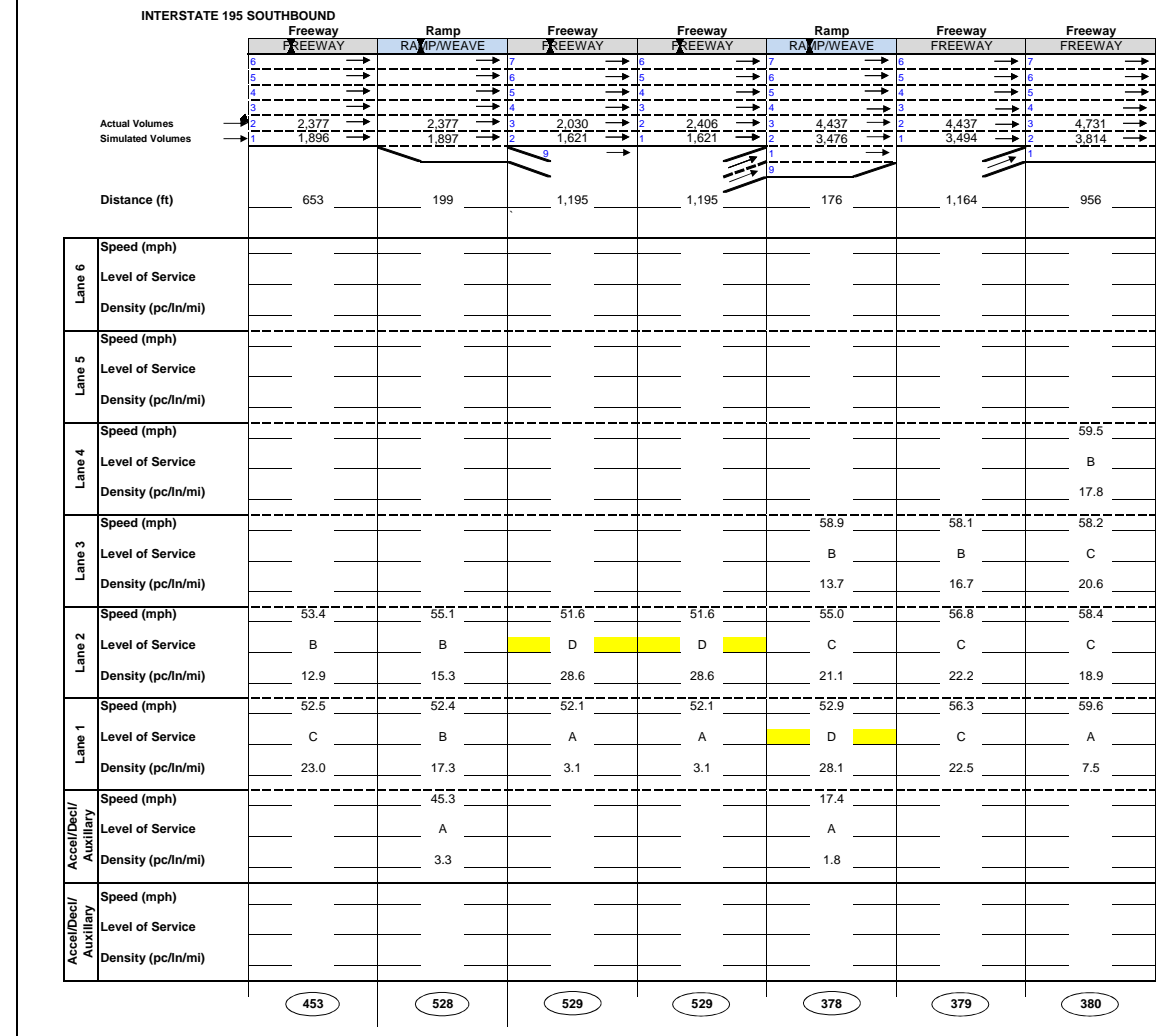 INTERSTATE 195 SOUTHBOUND
Freeway Ramp Freeway Freeway Ramp Freeway Freeway
FREEWAY RAMP/WEAVE FREEWAY FREEWAY RAMP/WEAVE FREEWAY FREEWAY
6 7 6 7 6 7
5 6 5 6 5 6
4 5 4 5 4 5
3 4 3 4 3 4
Actual Volumes 2 2,377 2,377 3 2,030 2 2,406 3 4,437 2 4,437 3 4,731
Simulated Volumes 1 1,896 1,897 2 1,621 1 1,621 2 3,476 1 3,494 2 3,814
9 1 1
9
Distance (ft) 653 199 1,195 1,195 176 1,164 956
Lane 6
Speed (mph)
Level of Service
Density (pc/ln/mi)
Lane 5
Speed (mph)
Level of Service
Density (pc/ln/mi)
Lane 4
Speed (mph) 59.5
Level of Service B
Density (pc/ln/mi) 17.8
Lane 3
Speed (mph) 58.9 58.1 58.2
Level of Service B B C
Density (pc/ln/mi) 13.7 16.7 20.6
Lane 2
Speed (mph) 53.4 55.1 51.6 51.6 55.0 56.8 58.4
Level of Service B B D D C C C
Density (pc/ln/mi) 12.9 15.3 28.6 28.6 21.1 22.2 18.9
Lane 1
Speed (mph) 52.5 52.4 52.1 52.1 52.9 56.3 59.6
Level of Service C B A A D C A
Density (pc/ln/mi) 23.0 17.3 3.1 3.1 28.1 22.5 7.5
Accel/Decl/
Auxillary
Speed (mph) 45.3 17.4
Level of Service A A
Density (pc/ln/mi) 3.3 1.8
Accel/Decl/
Auxillary
Speed (mph)
Level of Service
Density (pc/ln/mi)
453 528 529 529 378 379 380